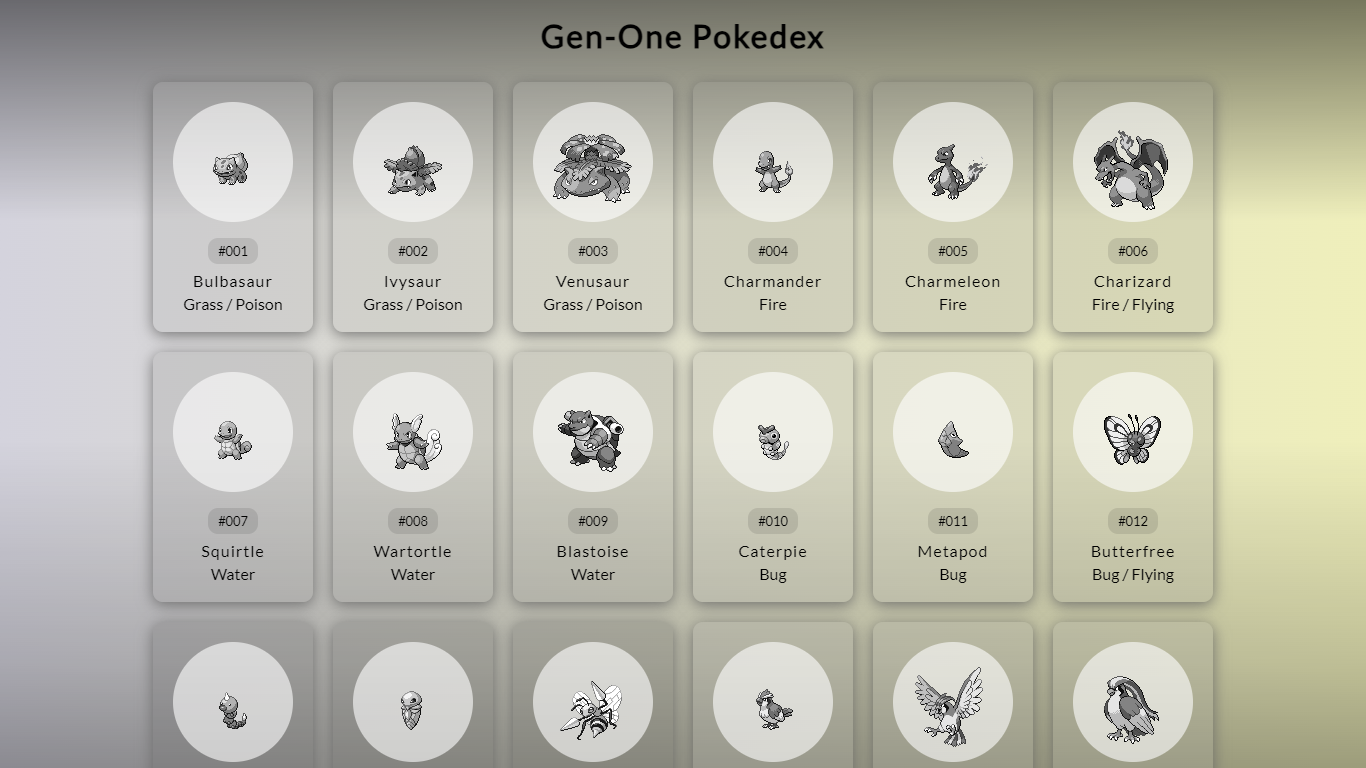 Gen-One Pokedex
#001
Bulbasaur
Grass / Poison
#002
Ivysaur
Grass / Poison
#003
Venusaur
Grass / Poison
#004
Charmander
Fire
#005
Charmeleon
Fire
#006
Charizard
Fire / Flying
#007
Squirtle
Water
#008
Wartortle
Water
#009
Blastoise
Water
#010
Caterpie
Bug
#011
Metapod
Bug
#012
Butterfree
Bug / Flying